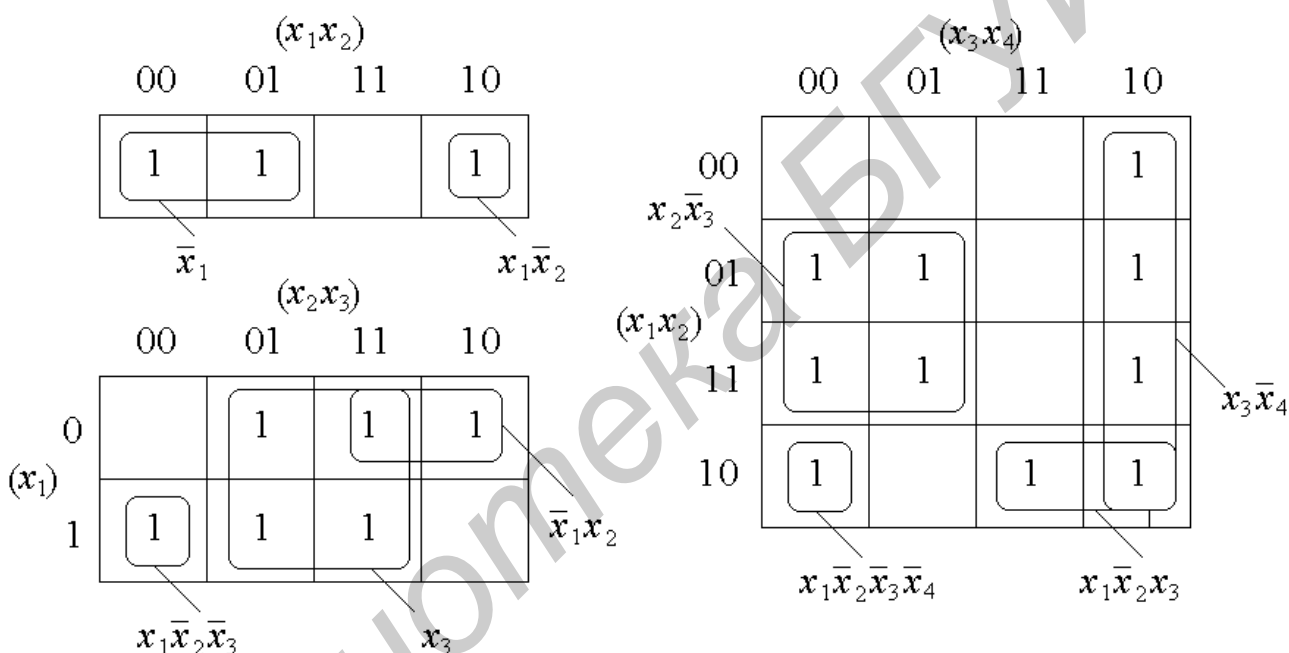 (x₁x₂)
00 01 11 10
1 1 1
x̄₁ x₁x̄₂
(x₂x₃)
00 01 11 10
0 1 1 1
(x₁)
1 1 1 1
x̄₁x₂
x₁x̄₂x̄₃ x₃
(x₃x₄)
00 01 11 10
00 1
x₂x̄₃
01 1 1 1
(x₁x₂)
11 1 1 1
x₃x̄₄
10 1 1 1
x₁x̄₂x̄₃x̄₄ x₁x̄₂x₃